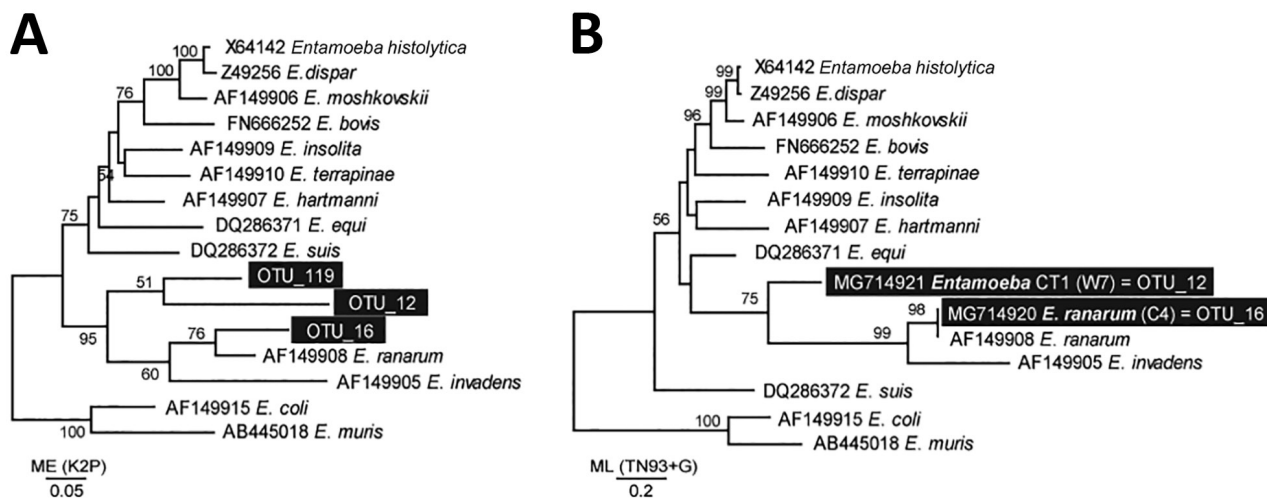 A
100
X64142 Entamoeba histolytica
100
Z49256 E.dispar
76
AF149906 E. moshkovskii
FN666252 E. bovis
AF149909 E. insolita
54
AF149910 E. terrapinae
AF149907 E. hartmanni
75
DQ286371 E. equi
DQ286372 E. suis
51
OTU_119
OTU_12
95
76
OTU_16
AF149908 E. ranarum
60
AF149905 E. invadens
AF149915 E. coli
100
AB445018 E. muris
ME (K2P)
0.05
B
99
X64142 Entamoeba histolytica
99
Z49256 E.dispar
96
AF149906 E. moshkovskii
FN666252 E. bovis
AF149910 E. terrapinae
AF149909 E. insolita
56
AF149907 E. hartmanni
DQ286371 E. equi
75
MG714921 Entamoeba CT1 (W7) = OTU_12
98
MG714920 E. ranarum (C4) = OTU_16
99
AF149908 E. ranarum
AF149905 E. invadens
DQ286372 E. suis
100
AF149915 E. coli
AB445018 E. muris
ML (TN93+G)
0.2